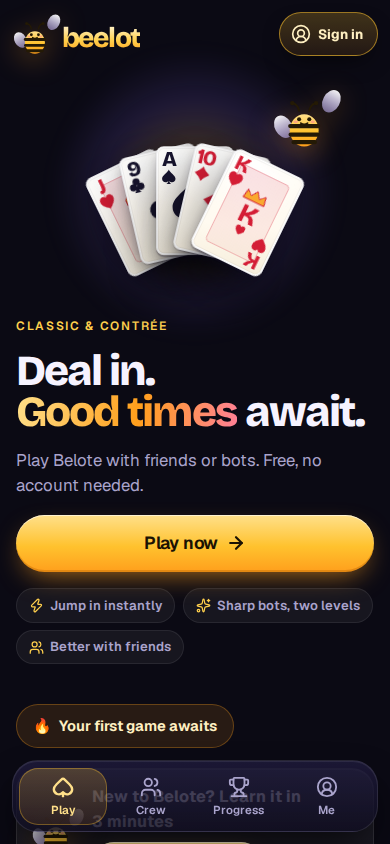 beelot
Sign in
J
9
A
10
K
K
K
CLASSIC & CONTRÉE
Deal in.
Good times await.
Play Belote with friends or bots. Free, no
account needed.
Play now
Jump in instantly
Sharp bots, two levels
Better with friends
Your first game awaits
New to Belote? Learn it in
3 minutes
Play
Crew
Progress
Me